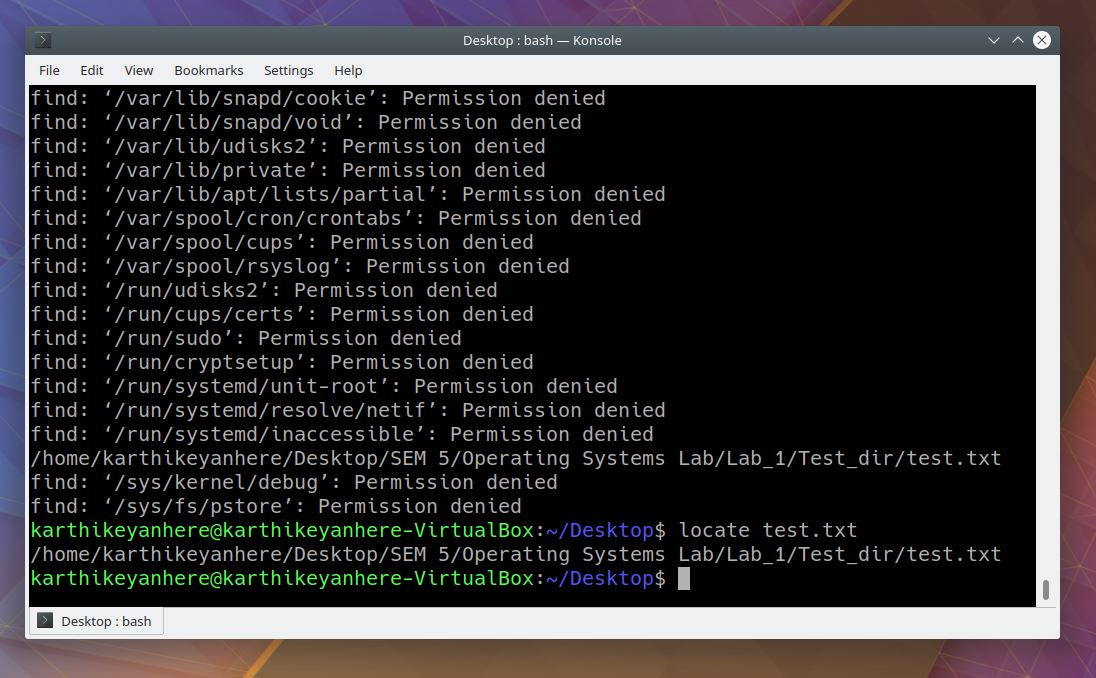 Desktop : bash — Konsole
File Edit View Bookmarks Settings Help
find: ‘/var/lib/snapd/cookie’: Permission denied
find: ‘/var/lib/snapd/void’: Permission denied
find: ‘/var/lib/udisks2’: Permission denied
find: ‘/var/lib/private’: Permission denied
find: ‘/var/lib/apt/lists/partial’: Permission denied
find: ‘/var/spool/cron/crontabs’: Permission denied
find: ‘/var/spool/cups’: Permission denied
find: ‘/var/spool/rsyslog’: Permission denied
find: ‘/run/udisks2’: Permission denied
find: ‘/run/cups/certs’: Permission denied
find: ‘/run/sudo’: Permission denied
find: ‘/run/cryptsetup’: Permission denied
find: ‘/run/systemd/unit-root’: Permission denied
find: ‘/run/systemd/resolve/netif’: Permission denied
find: ‘/run/systemd/inaccessible’: Permission denied
/home/karthikeyanhere/Desktop/SEM 5/Operating Systems Lab/Lab_1/Test_dir/test.txt
find: ‘/sys/kernel/debug’: Permission denied
find: ‘/sys/fs/pstore’: Permission denied
karthikeyanhere@karthikeyanhere-VirtualBox:~/Desktop$ locate test.txt
/home/karthikeyanhere/Desktop/SEM 5/Operating Systems Lab/Lab_1/Test_dir/test.txt
karthikeyanhere@karthikeyanhere-VirtualBox:~/Desktop$
Desktop : bash